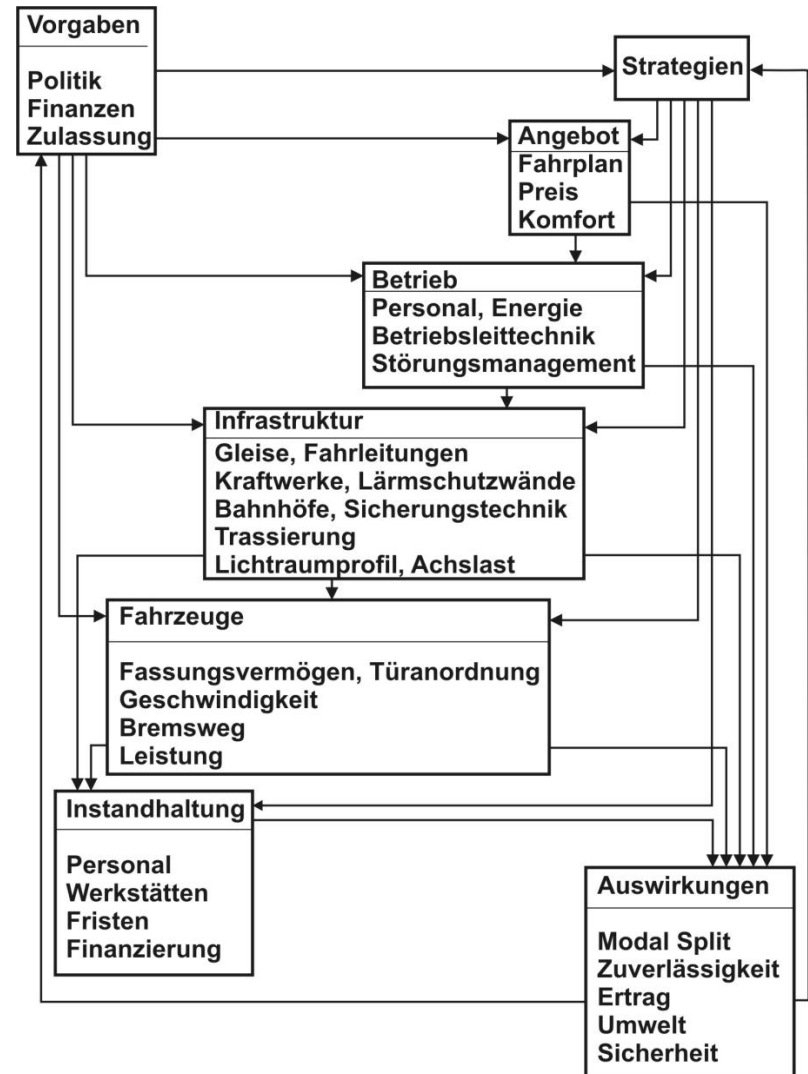 Vorgaben
Politik
Finanzen
Zulassung
Strategien
Angebot
Fahrplan
Preis
Komfort
Betrieb
Personal, Energie
Betriebsleittechnik
Störungsmanagement
Infrastruktur
Gleise, Fahrleitungen
Kraftwerke, Lärmschutzwände
Bahnhöfe, Sicherungstechnik
Trassierung
Lichtraumprofil, Achslast
Fahrzeuge
Fassungsvermögen, Türanordnung
Geschwindigkeit
Bremsweg
Leistung
Instandhaltung
Personal
Werkstätten
Fristen
Finanzierung
Auswirkungen
Modal Split
Zuverlässigkeit
Ertrag
Umwelt
Sicherheit